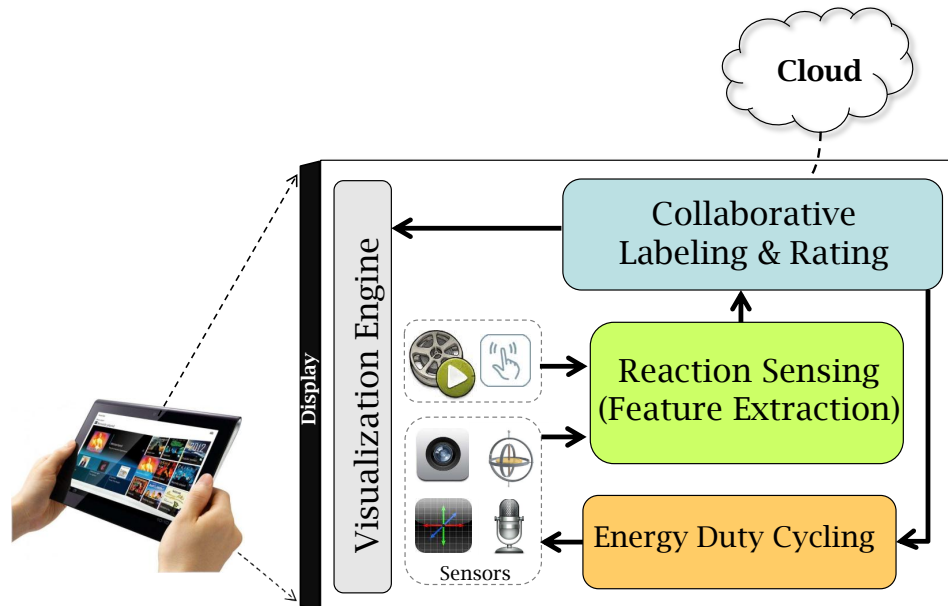 Cloud
Collaborative
Labeling & Rating
Visualization Engine
Display
Reaction Sensing
(Feature Extraction)
Energy Duty Cycling
Sensors